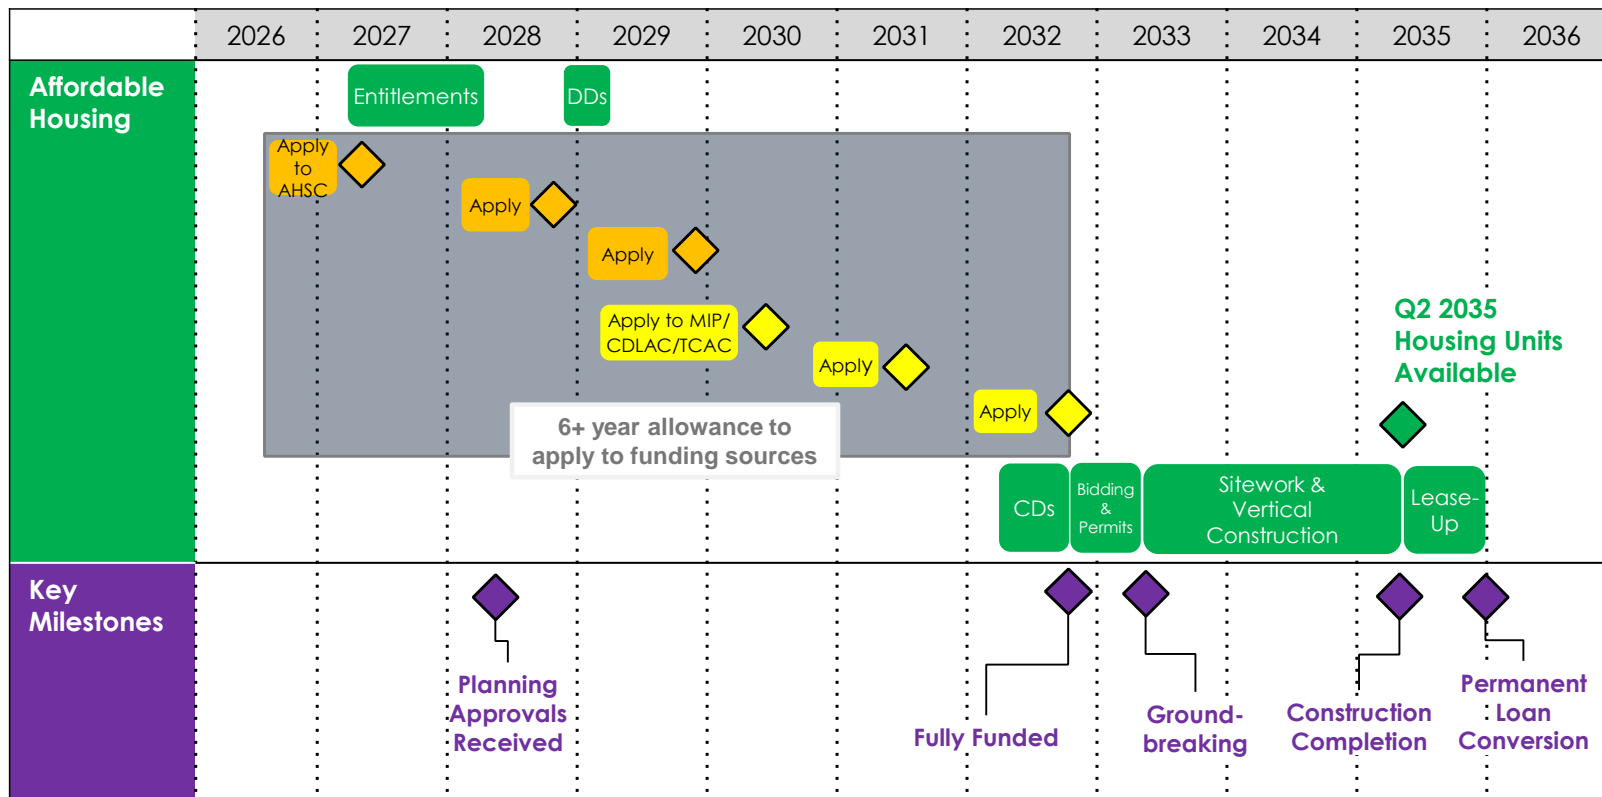 2026 2027 2028 2029 2030 2031 2032 2033 2034 2035 2036
Affordable
Housing
Entitlements
DDs
Apply
to
AHSC
Apply
Apply
Apply to MIP/
CDLAC/TCAC
Apply
Apply
6+ year allowance to
apply to funding sources
Q2 2035
Housing Units
Available
CDs
Bidding
&
Permits
Sitework &
Vertical
Construction
Lease-
Up
Key
Milestones
Planning
Approvals
Received
Fully Funded
Ground-
breaking
Construction
Completion
Permanent
Loan
Conversion